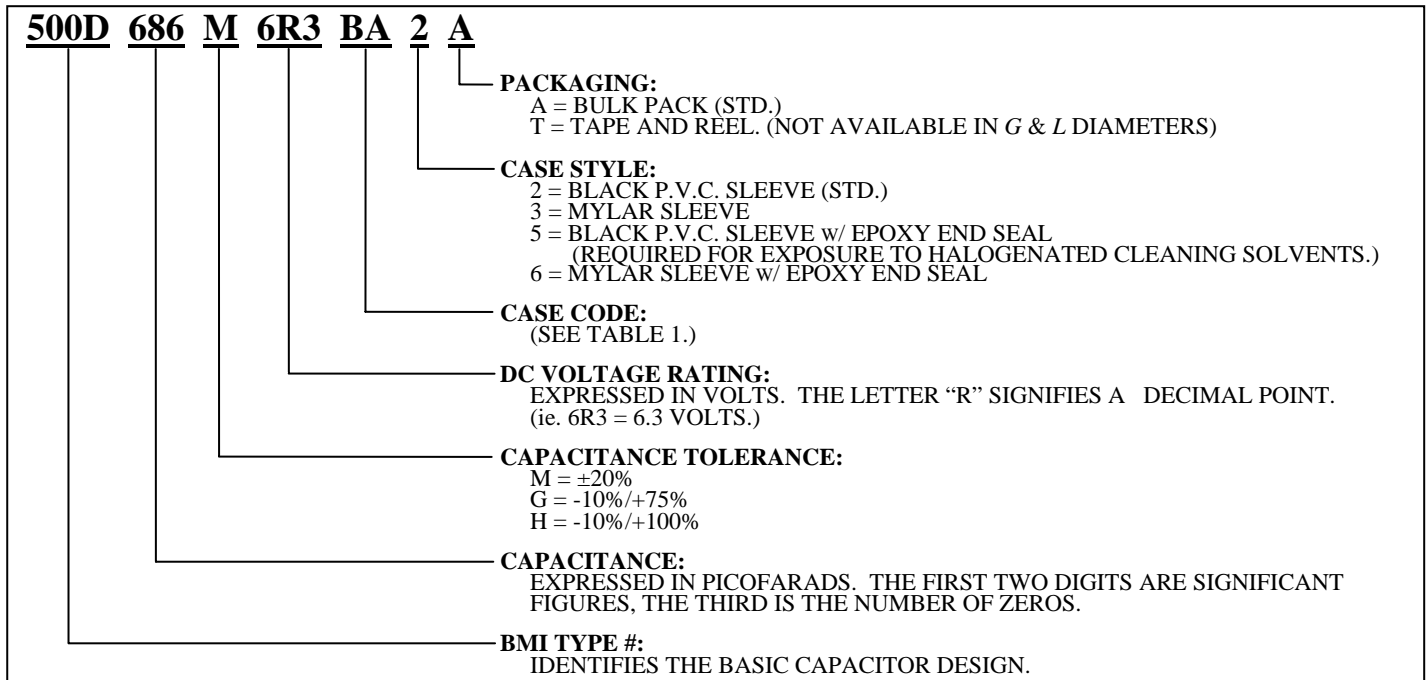 500D 686 M 6R3 BA 2 A
PACKAGING:
A = BULK PACK (STD.)
T = TAPE AND REEL. (NOT AVAILABLE IN G & L DIAMETERS)
CASE STYLE:
2 = BLACK P.V.C. SLEEVE (STD.)
3 = MYLAR SLEEVE
5 = BLACK P.V.C. SLEEVE W/ EPOXY END SEAL
(REQUIRED FOR EXPOSURE TO HALOGENATED CLEANING SOLVENTS.)
6 = MYLAR SLEEVE W/ EPOXY END SEAL
CASE CODE:
(SEE TABLE 1.)
DC VOLTAGE RATING:
EXPRESSED IN VOLTS. THE LETTER “R” SIGNIFIES A DECIMAL POINT.
(ie. 6R3 = 6.3 VOLTS.)
CAPACITANCE TOLERANCE:
M = ±20%
G = -10%/+75%
H = -10%/+100%
CAPACITANCE:
EXPRESSED IN PICOFARADS. THE FIRST TWO DIGITS ARE SIGNIFICANT
FIGURES, THE THIRD IS THE NUMBER OF ZEROS.
BMI TYPE #:
IDENTIFIES THE BASIC CAPACITOR DESIGN.